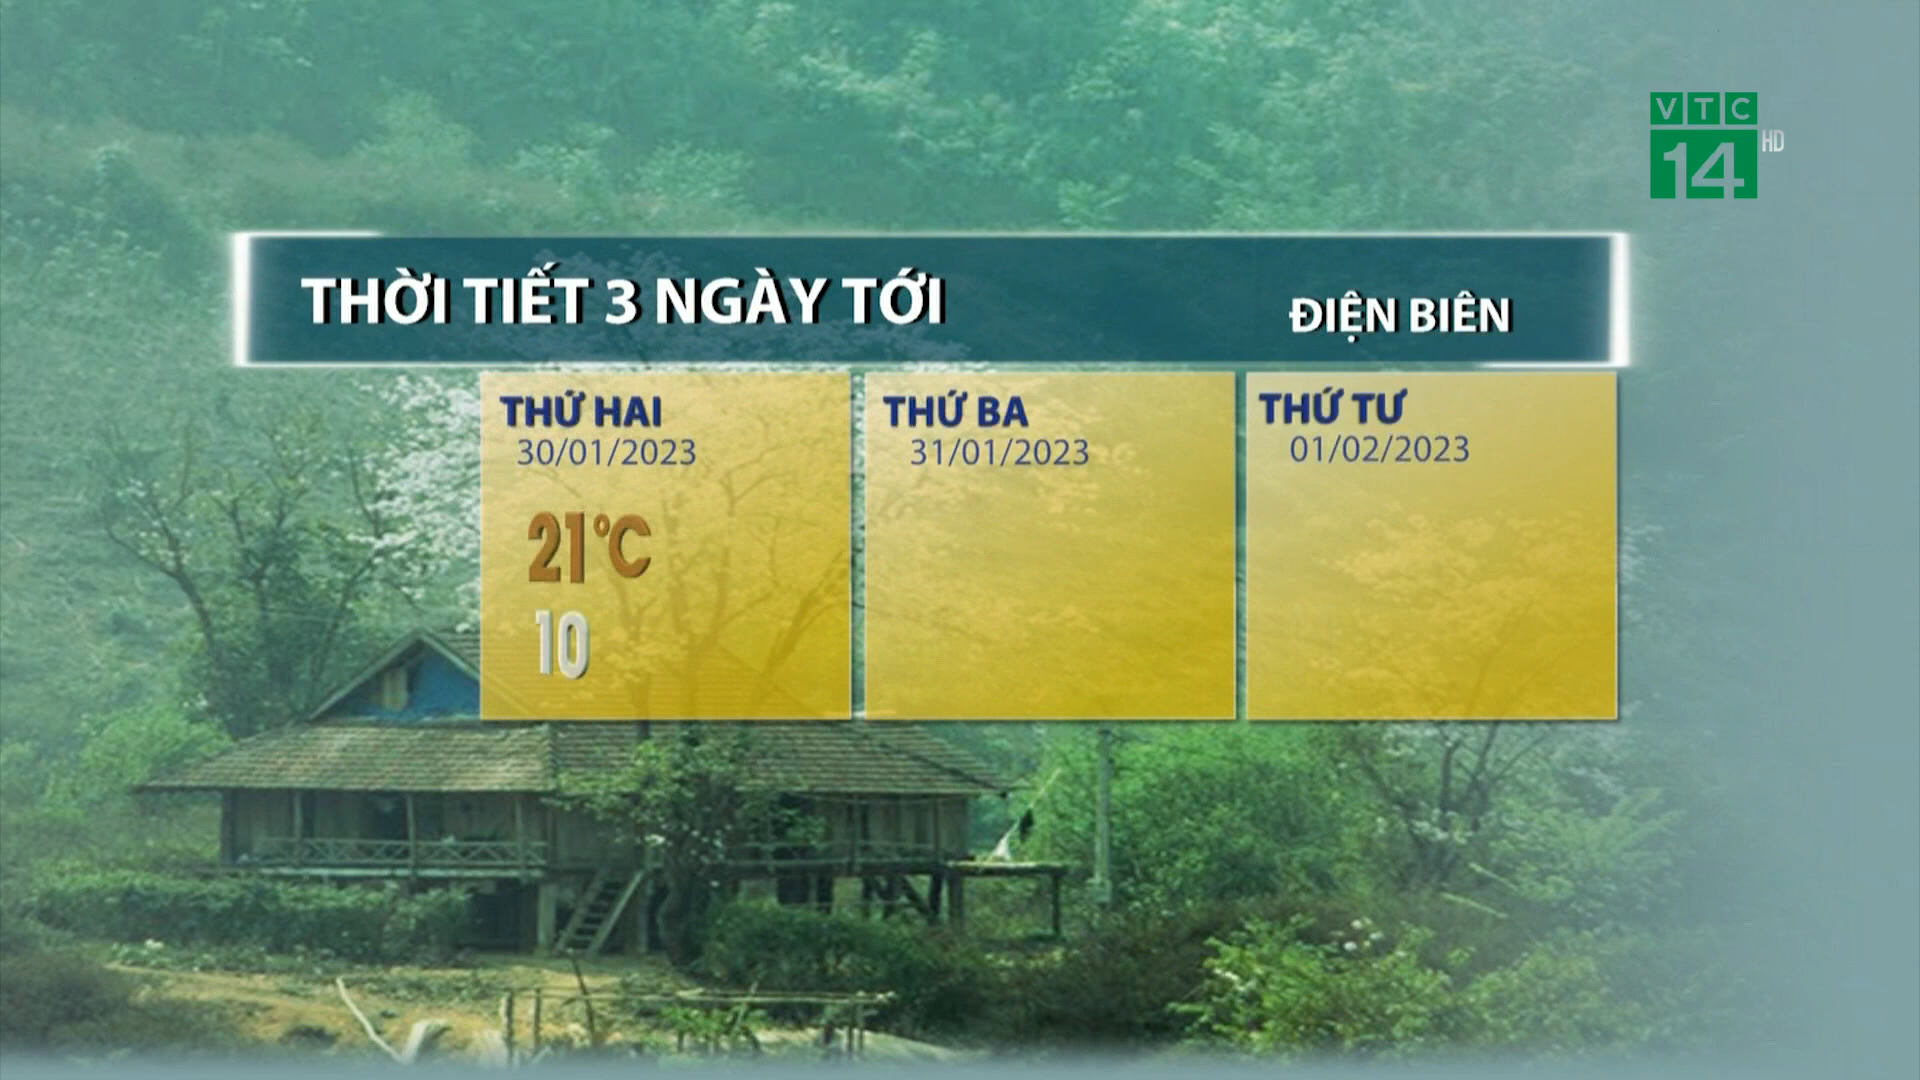 VTC
14 HD
THỜI TIẾT 3 NGÀY TỚI
ĐIỆN BIÊN
THỨ HAI
30/01/2023
21°C
10
THỨ BA
31/01/2023
THỨ TƯ
01/02/2023